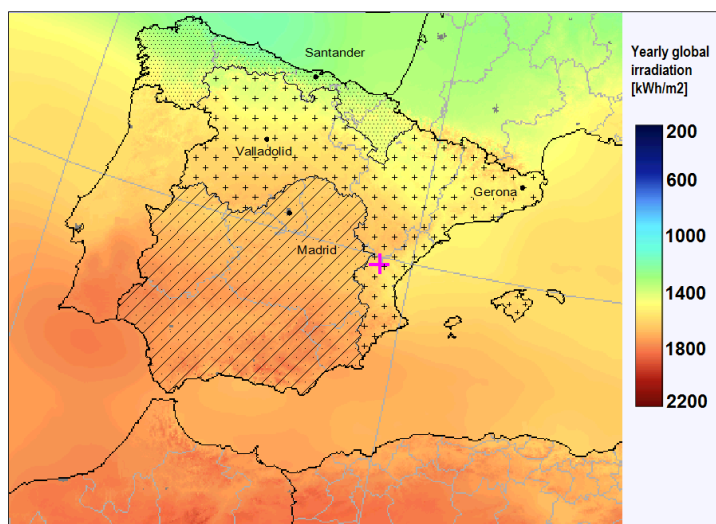 Santander
Valladolid
Gerona
Madrid
Yearly global
irradiation
[kWh/m2]
200
600
1000
1400
1800
2200